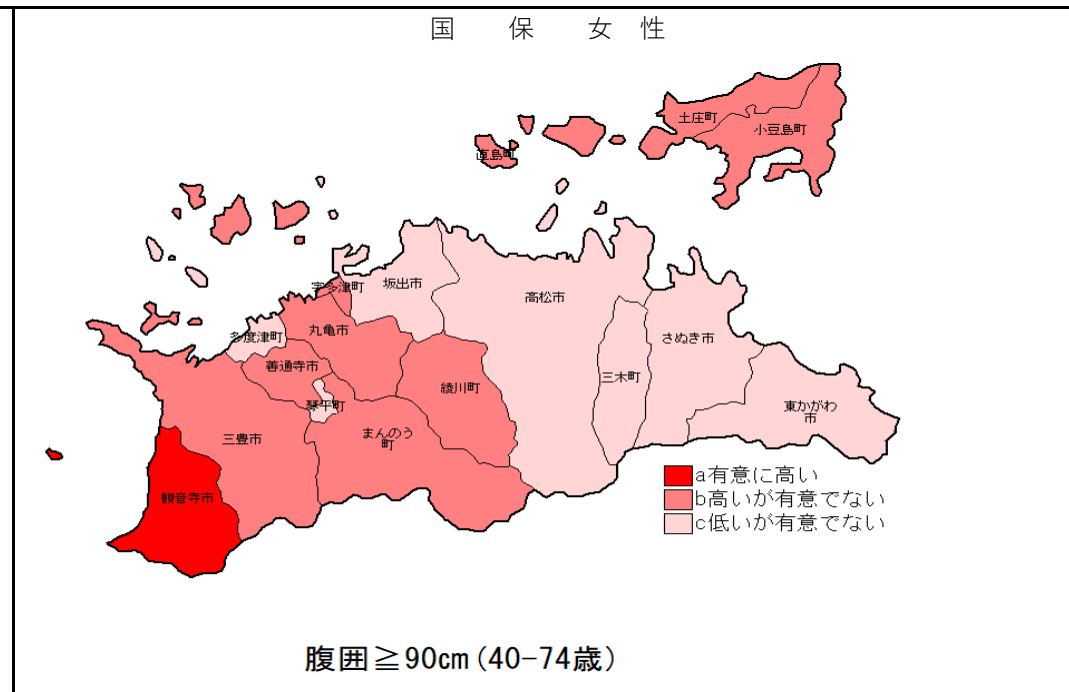 国 保 女 性
土庄町
小豆島町
直島町
宇多津町
坂出市
高松市
多度津町
丸亀市
さぬき市
善通寺市
三木町
綾川町
琴平町
東かがわ
市
まんのう
町
三豊市
観音寺市
a有意に高い
b高いが有意でない
c低いが有意でない
腹囲≧90cm(40-74歳)